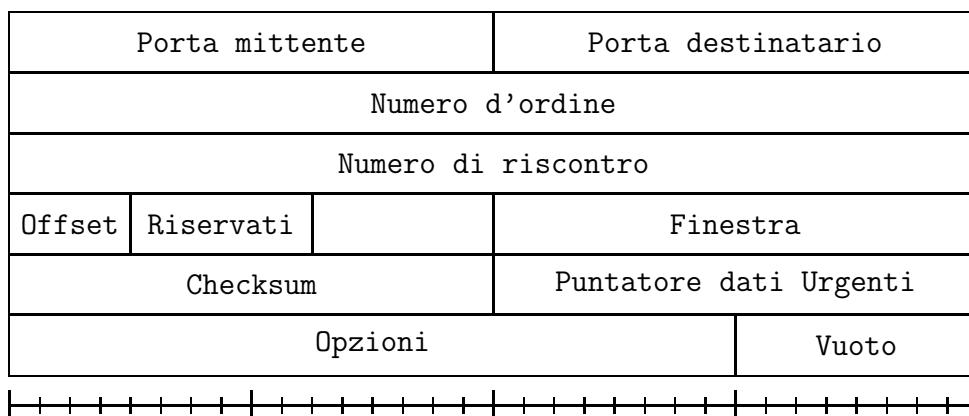 Porta mittente Porta destinatario
Numero d'ordine
Numero di riscontro
Offset Riservati Finestra
Checksum Puntatore dati Urgenti
Opzioni Vuoto